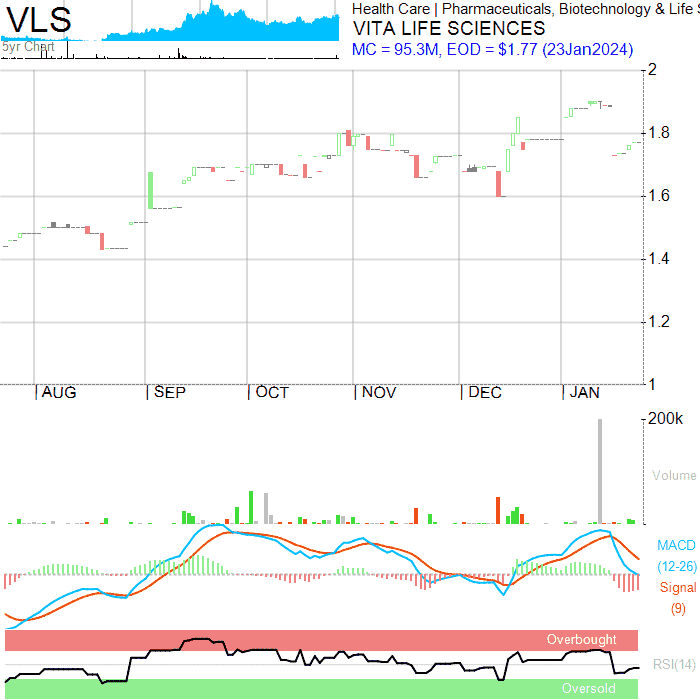 VLS
5yr Chart
Health Care | Pharmaceuticals, Biotechnology & Life S
VITA LIFE SCIENCES
MC = 95.3M, EOD = $1.77 (23Jan2024)
2
1.8
1.6
1.4
1.2
1
AUG SEP OCT NOV DEC JAN
200k
Volume
MACD
(12-26)
Signal
(9)
Overbought
RSI(14)
Oversold